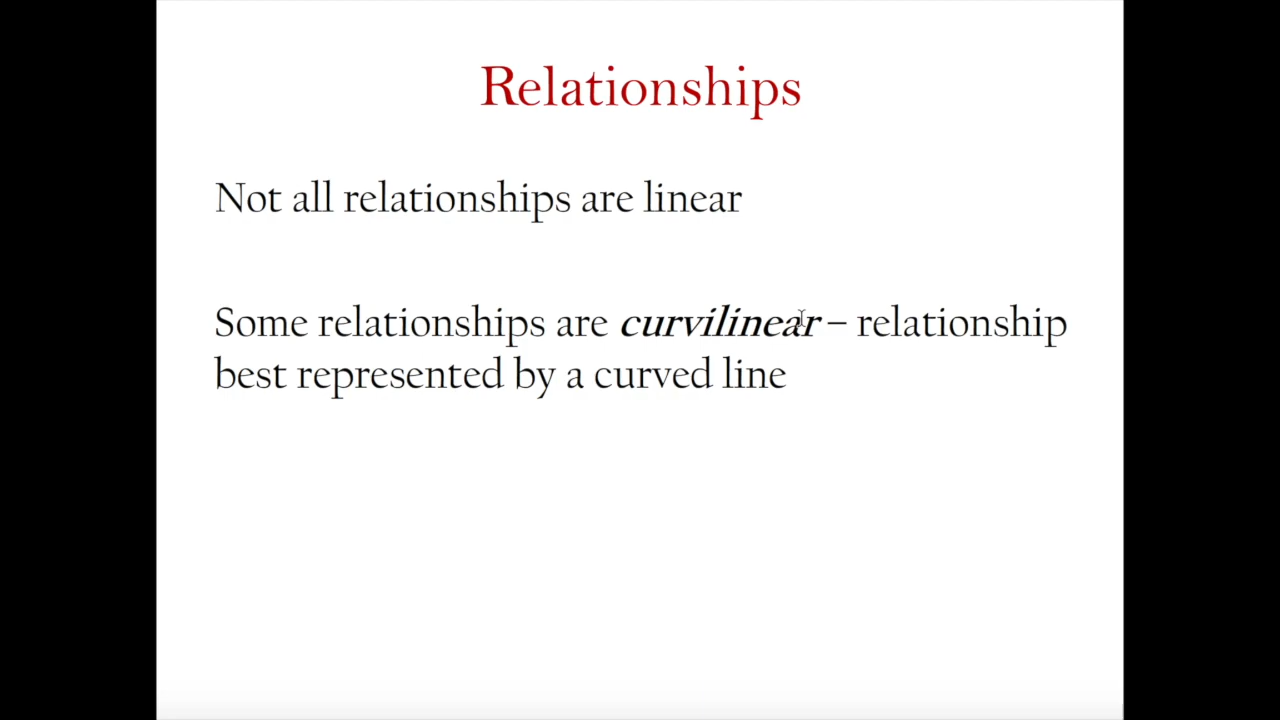 Relationships
Not all relationships are linear
Some relationships are curvilinear – relationship
best represented by a curved line